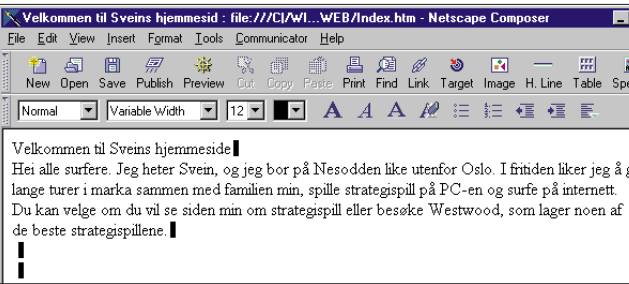 Velkommen til Sveins hjemmesid : file:///C|/WI...WEB/Index.htm - Netscape Composer
File Edit View Insert Format Tools Communicator Help
New Open Save Publish Preview Cut Copy Paste Print Find Link Target Image H. Line Table Spe
Normal Variable Width 12 A A A
Velkommen til Sveins hjemmeside
Hei alle surfere. Jeg heter Svein, og jeg bor på Nesodden like utenfor Oslo. I fritiden liker jeg å g
lange turer i marka sammen med familien min, spille strategispill på PC-en og surfe på internett.
Du kan velge om du vil se siden min om strategispill eller besøke Westwood, som lager noen af
de beste strategispillene.